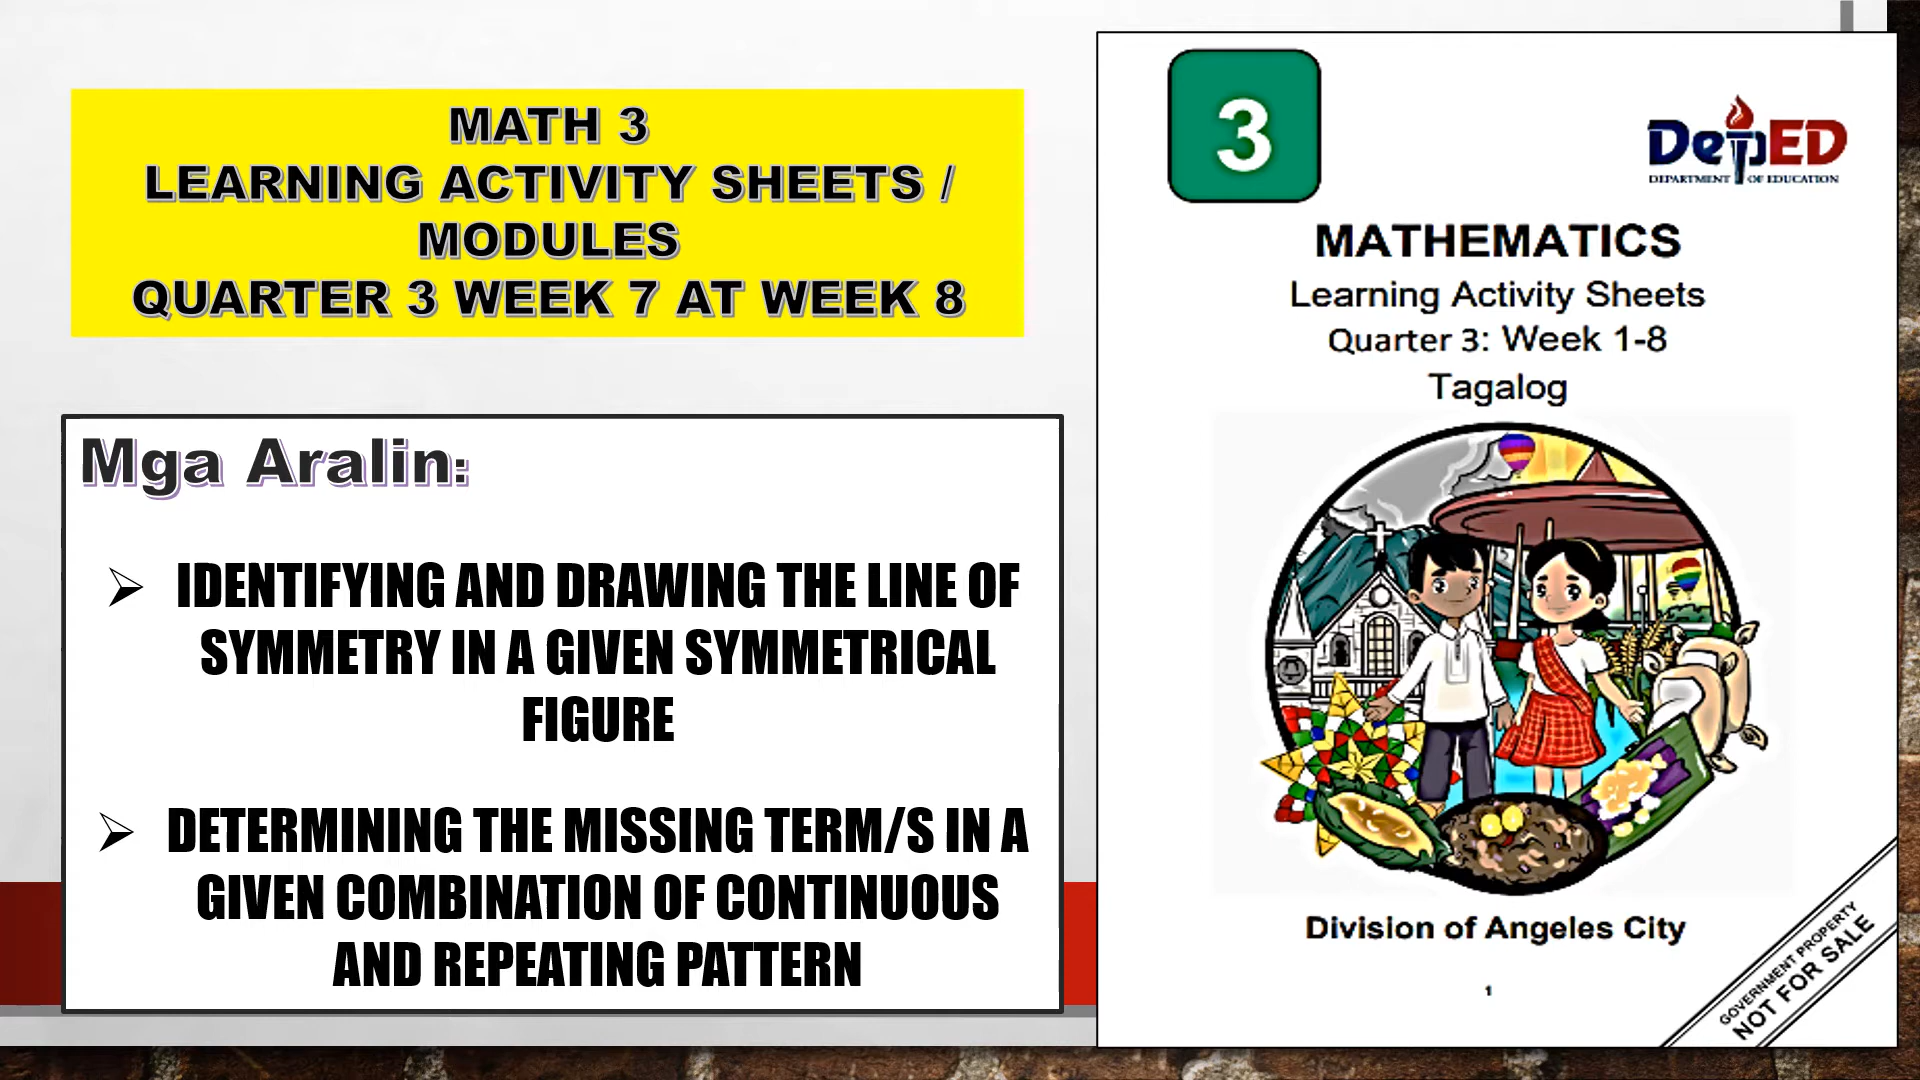 MATH 3
LEARNING ACTIVITY SHEETS /
MODULES
QUARTER 3 WEEK 7 AT WEEK 8
Mga Aralin:
➢ IDENTIFYING AND DRAWING THE LINE OF
SYMMETRY IN A GIVEN SYMMETRICAL
FIGURE
➢ DETERMINING THE MISSING TERM/S IN A
GIVEN COMBINATION OF CONTINUOUS
AND REPEATING PATTERN
3
DepED
DEPARTMENT OF EDUCATION
MATHEMATICS
Learning Activity Sheets
Quarter 3: Week 1-8
Tagalog
Division of Angeles City
1
GOVERNMENT PROPERTY
NOT FOR SALE